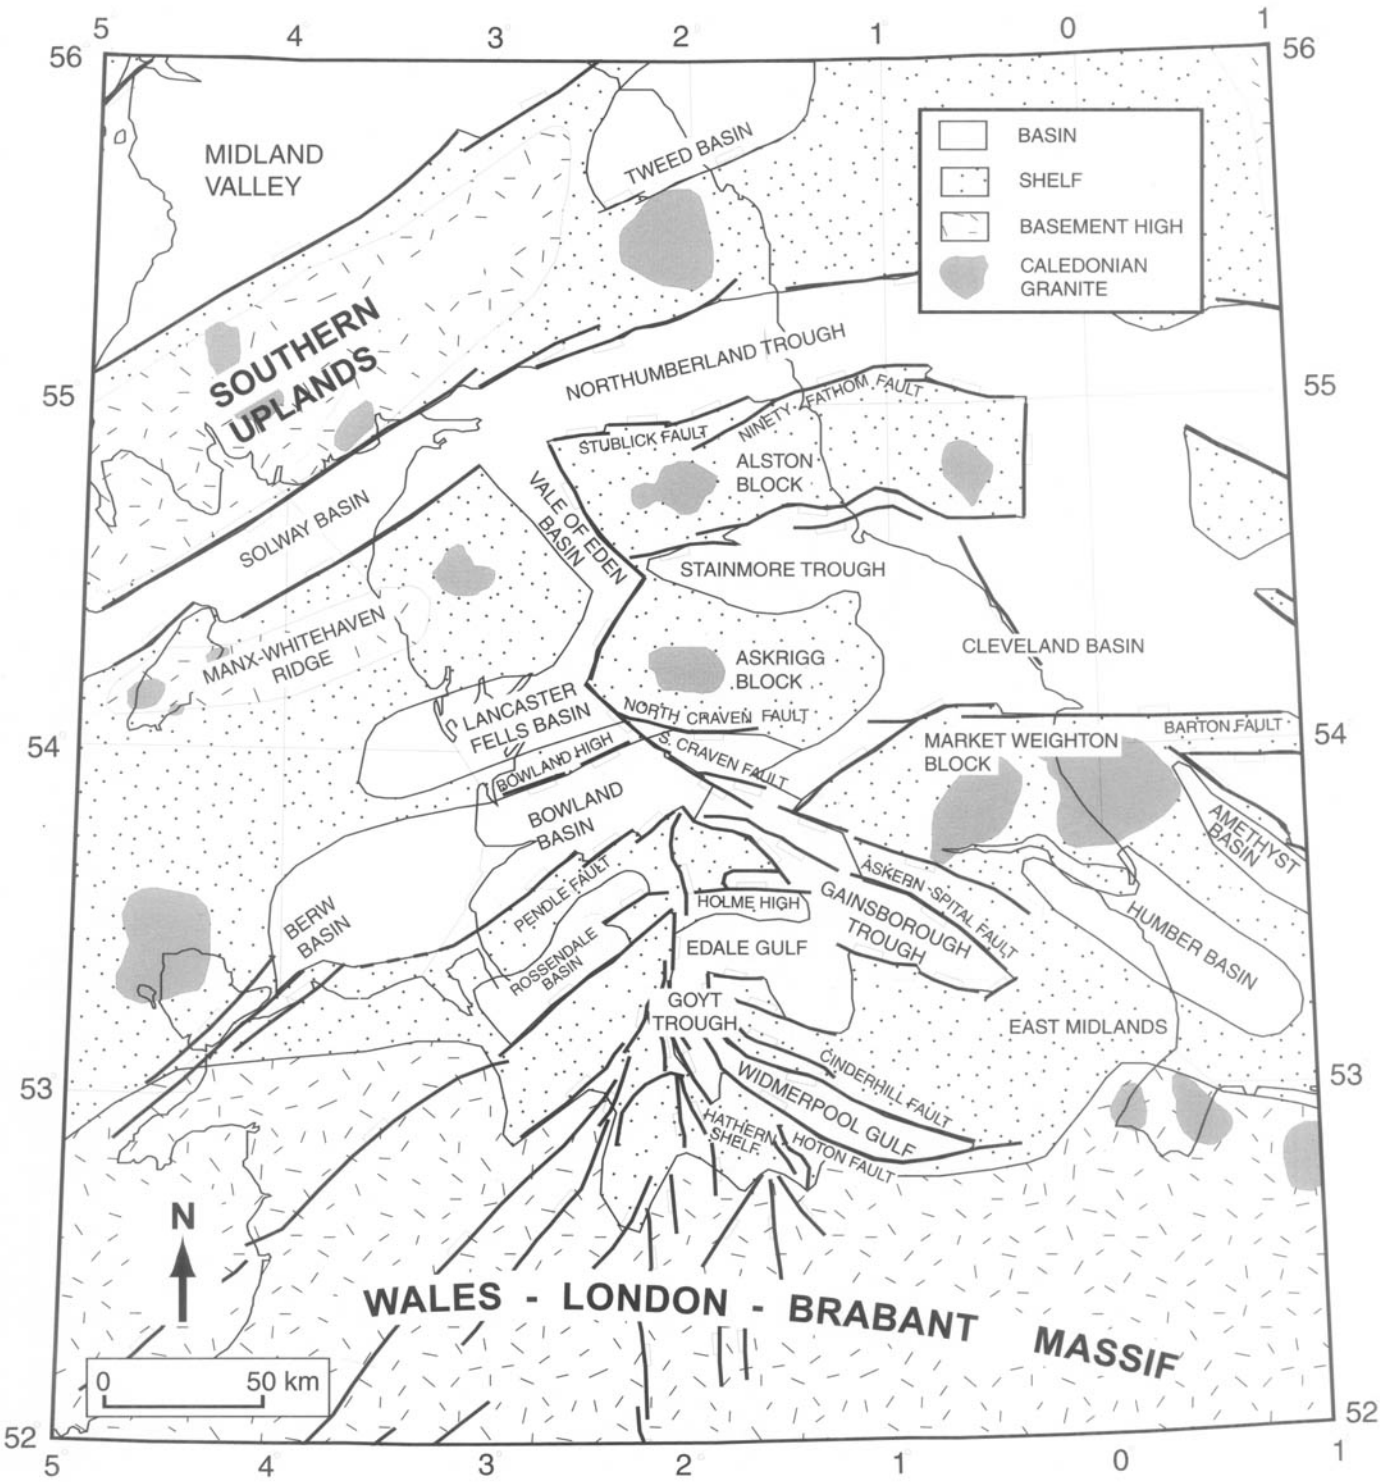 5 4 3 2 1 0 1
56 56
MIDLAND
VALLEY
TWEED BASIN
BASIN
SHELF
BASEMENT HIGH
CALEDONIAN
GRANITE
SOUTHERN
UPLANDS
NORTHUMBERLAND TROUGH
55 55
STUBLICK FAULT
NINETY FATHOM FAULT
ALSTON
BLOCK
VALE OF EDEN
BASIN
SOLWAY BASIN
STAINMORE TROUGH
MANX-WHITEHAVEN
RIDGE
CLEVELAND BASIN
ASKRIGG
BLOCK
LANCASTER
FELLS BASIN
NORTH CRAVEN FAULT
54 54
BARTON FAULT
MARKET WEIGHTON
BLOCK
BOWLAND HIGH
S. CRAVEN FAULT
BOWLAND
BASIN
AMETHYST
BASIN
PENDLE FAULT
ASKERN-SPITAL FAULT
HOLME HIGH
GAINSBOROUGH
TROUGH
BERW
BASIN
HUMBER BASIN
ROSSENDALE
BASIN
EDALE GULF
GOYT
TROUGH
EAST MIDLANDS
CINDERHILL FAULT
53 53
WIDMERPOOL GULF
HATHERN
SHELF
HOTON FAULT
N
WALES - LONDON - BRABANT MASSIF
0 50 km
52 52
5 4 3 2 1 0 1